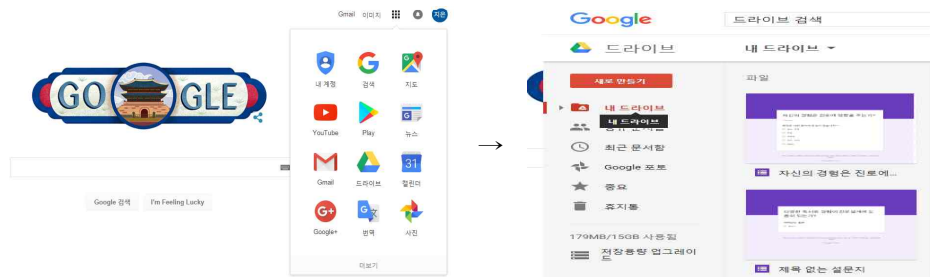 Gmail 이미지
지은
GO GLE
내 계정 검색 지도
YouTube Play 뉴스
Gmail 드라이브 캘린더
31
Google+ 번역 사진
더보기
Google 검색 I'm Feeling Lucky
→
Google 드라이브 검색
드라이브 내 드라이브
새로 만들기
파일
내 드라이브
내 드라이브
최근 문서함
Google 포토
중요
휴지통
179MB/15GB 사용됨
저장용량 업그레이
드
자신의 경험은 진로에...
제목 없는 설문지